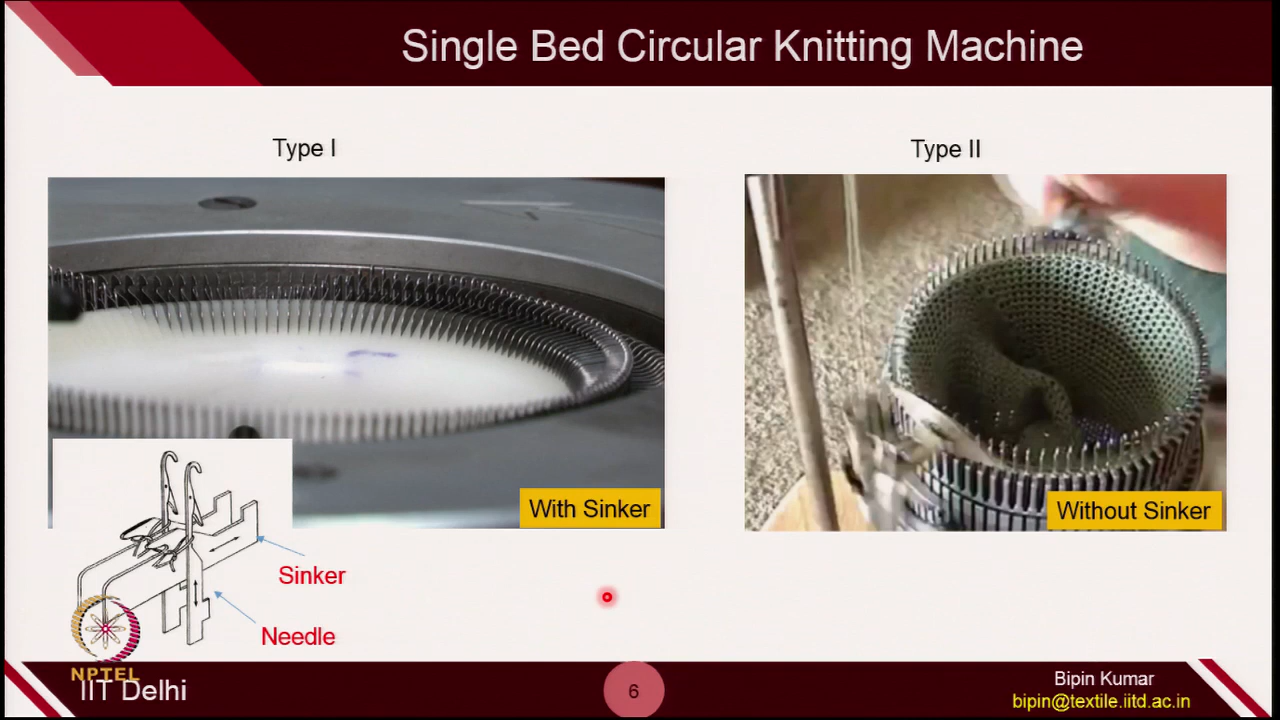 Single Bed Circular Knitting Machine
Type I
Type II
With Sinker
Without Sinker
Sinker
Needle
NPTEL
IIT Delhi
6
Bipin Kumar
bipin@textile.iitd.ac.in